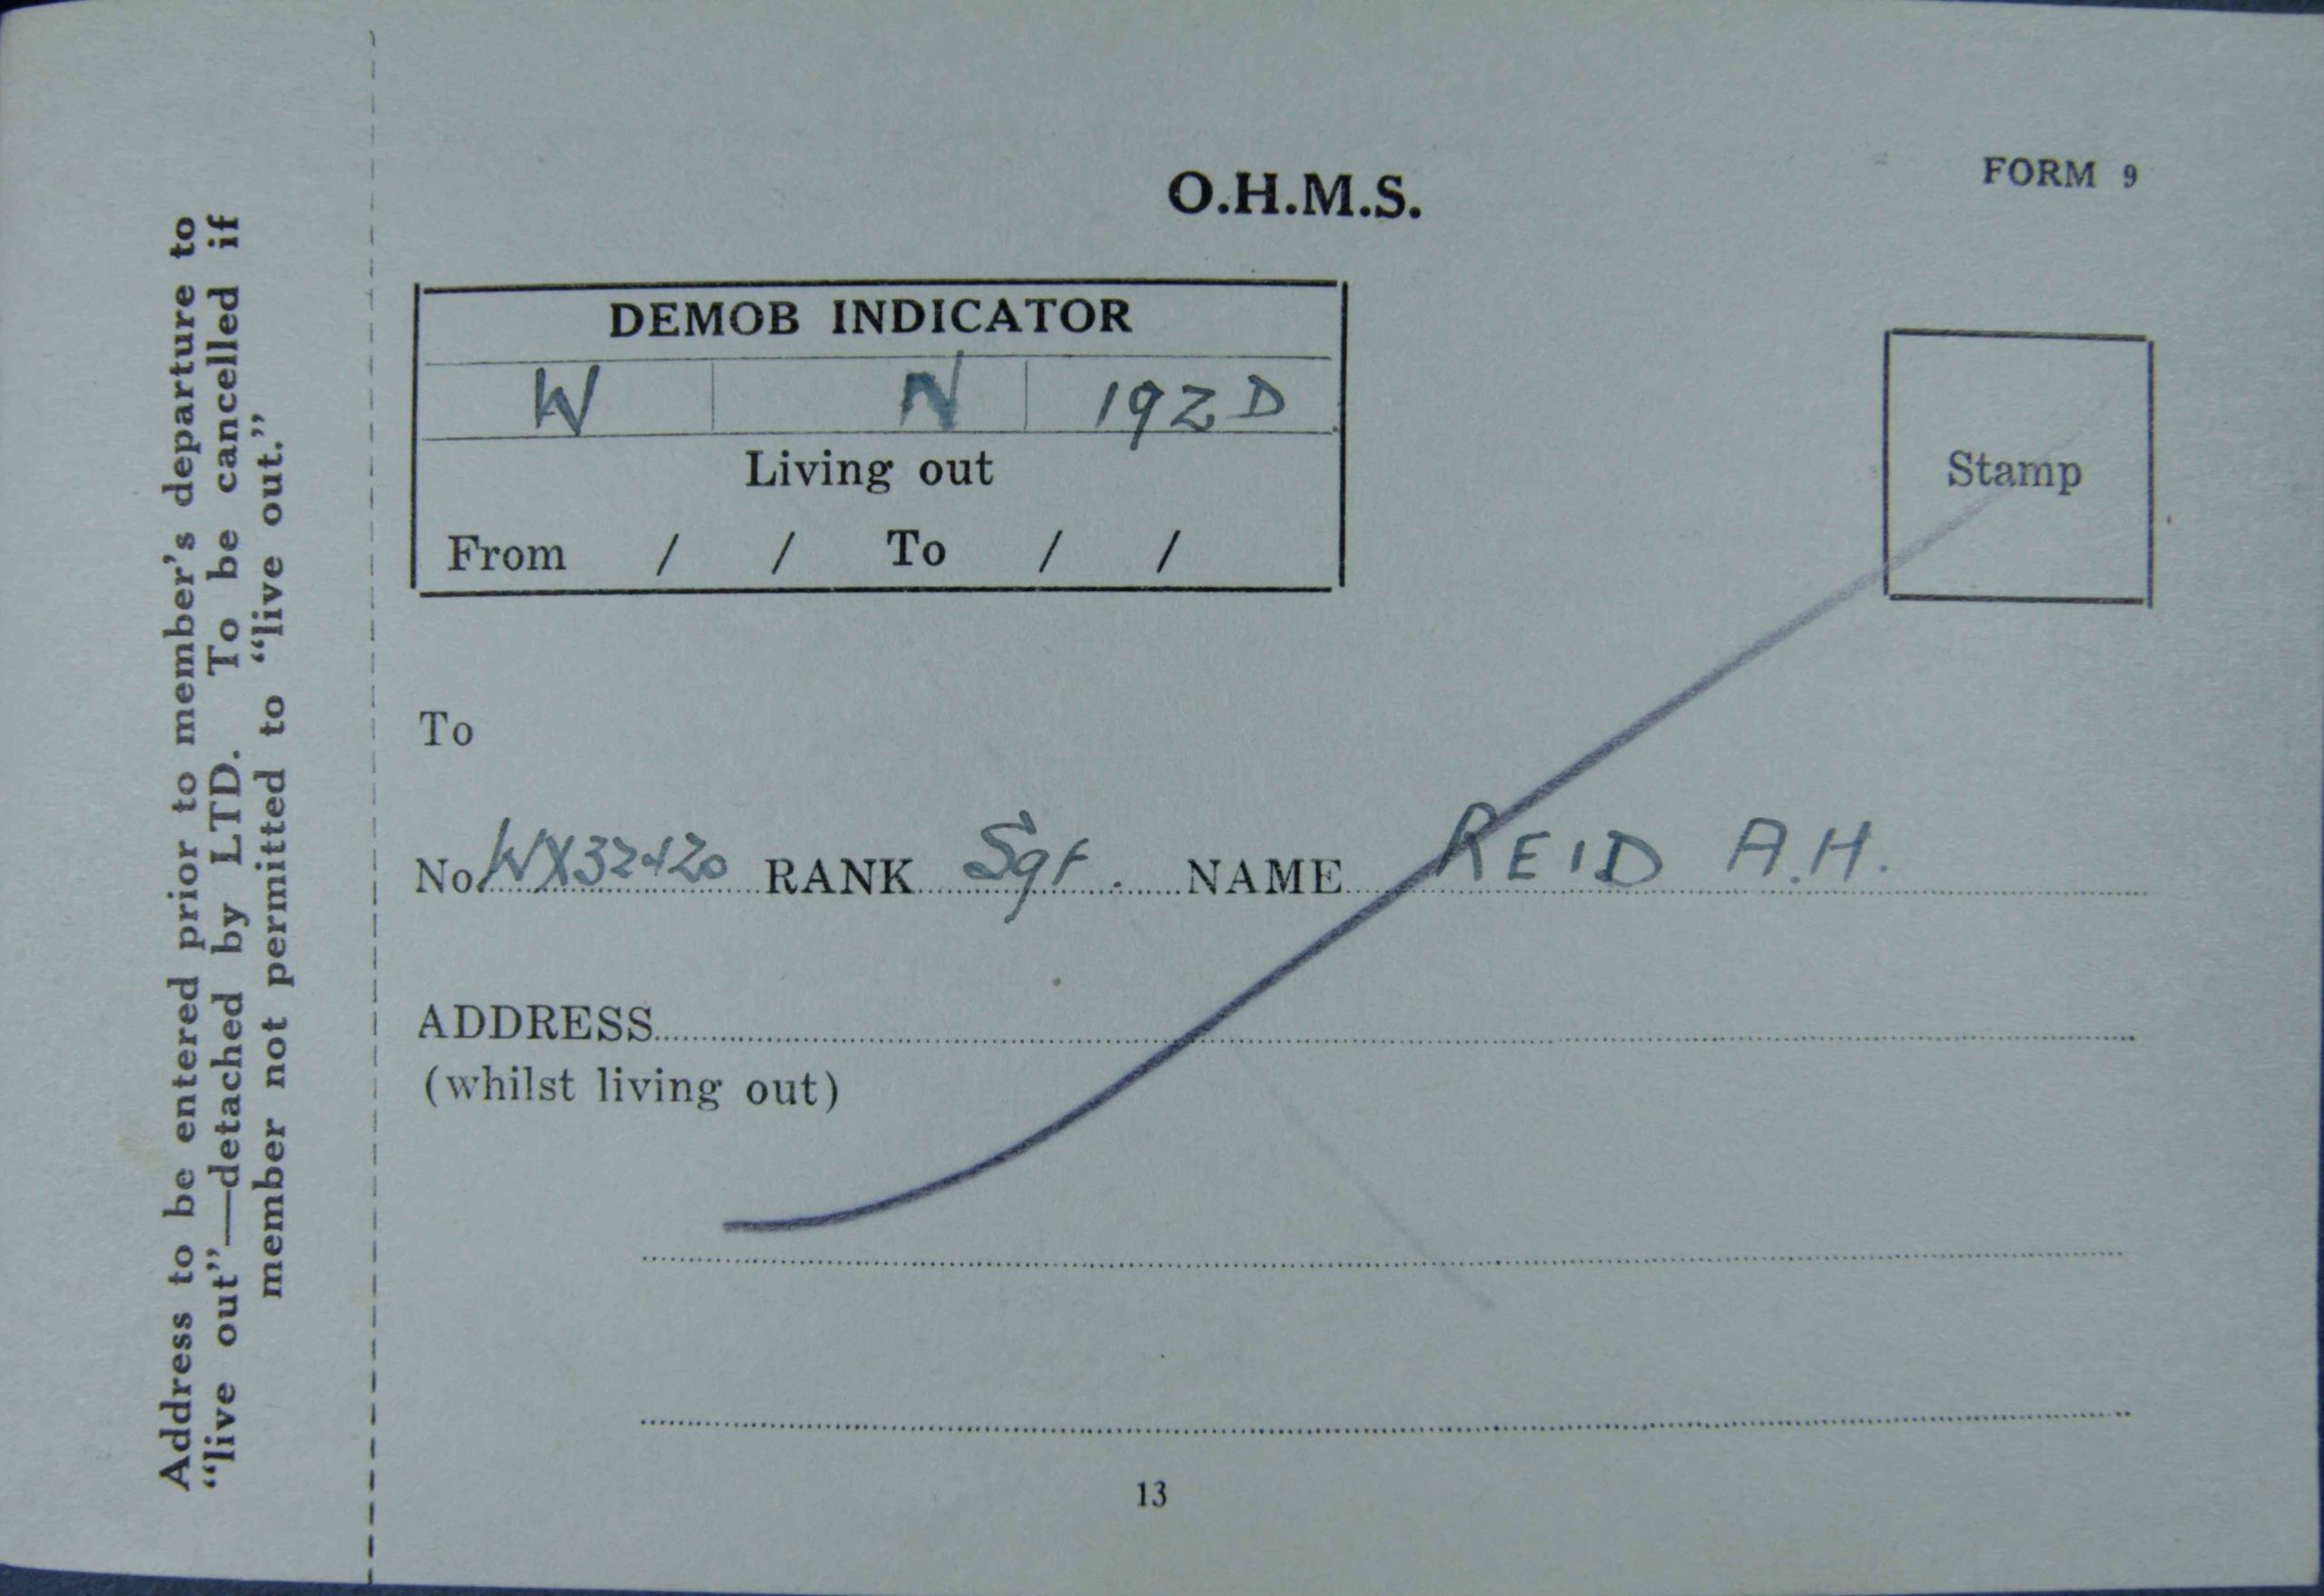 Address to be entered prior to member's departure to
"live out"—detached by LTD. To be cancelled if
member not permitted to "live out."
FORM 9
O.H.M.S.
DEMOB INDICATOR
W N 192 D
Living out
From / / To / /
Stamp
To
No. WX32420 RANK Sgt. NAME REID A.H.
ADDRESS
(whilst living out)
13